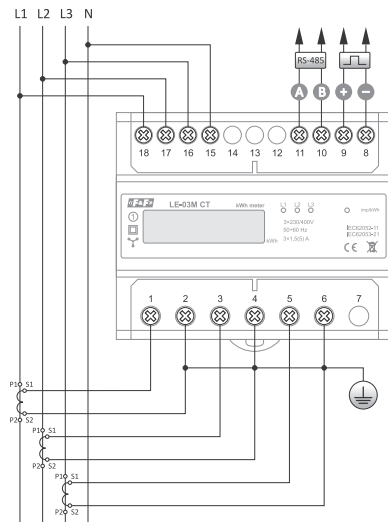 L1 L2 L3 N
RS-485
A B + −
18 17 16 15 14 13 12 11 10 9 8
F&F LE-03M CT kWh meter L1 L2 L3 imp/kWh
1
3×230/400V
50÷60 Hz
3×1,5(5) A
kWh
IEC62053-11
IEC62053-21
CE
1 2 3 4 5 6 7
P1 S1
P2 S2
P1 S1
P2 S2
P1 S1
P2 S2